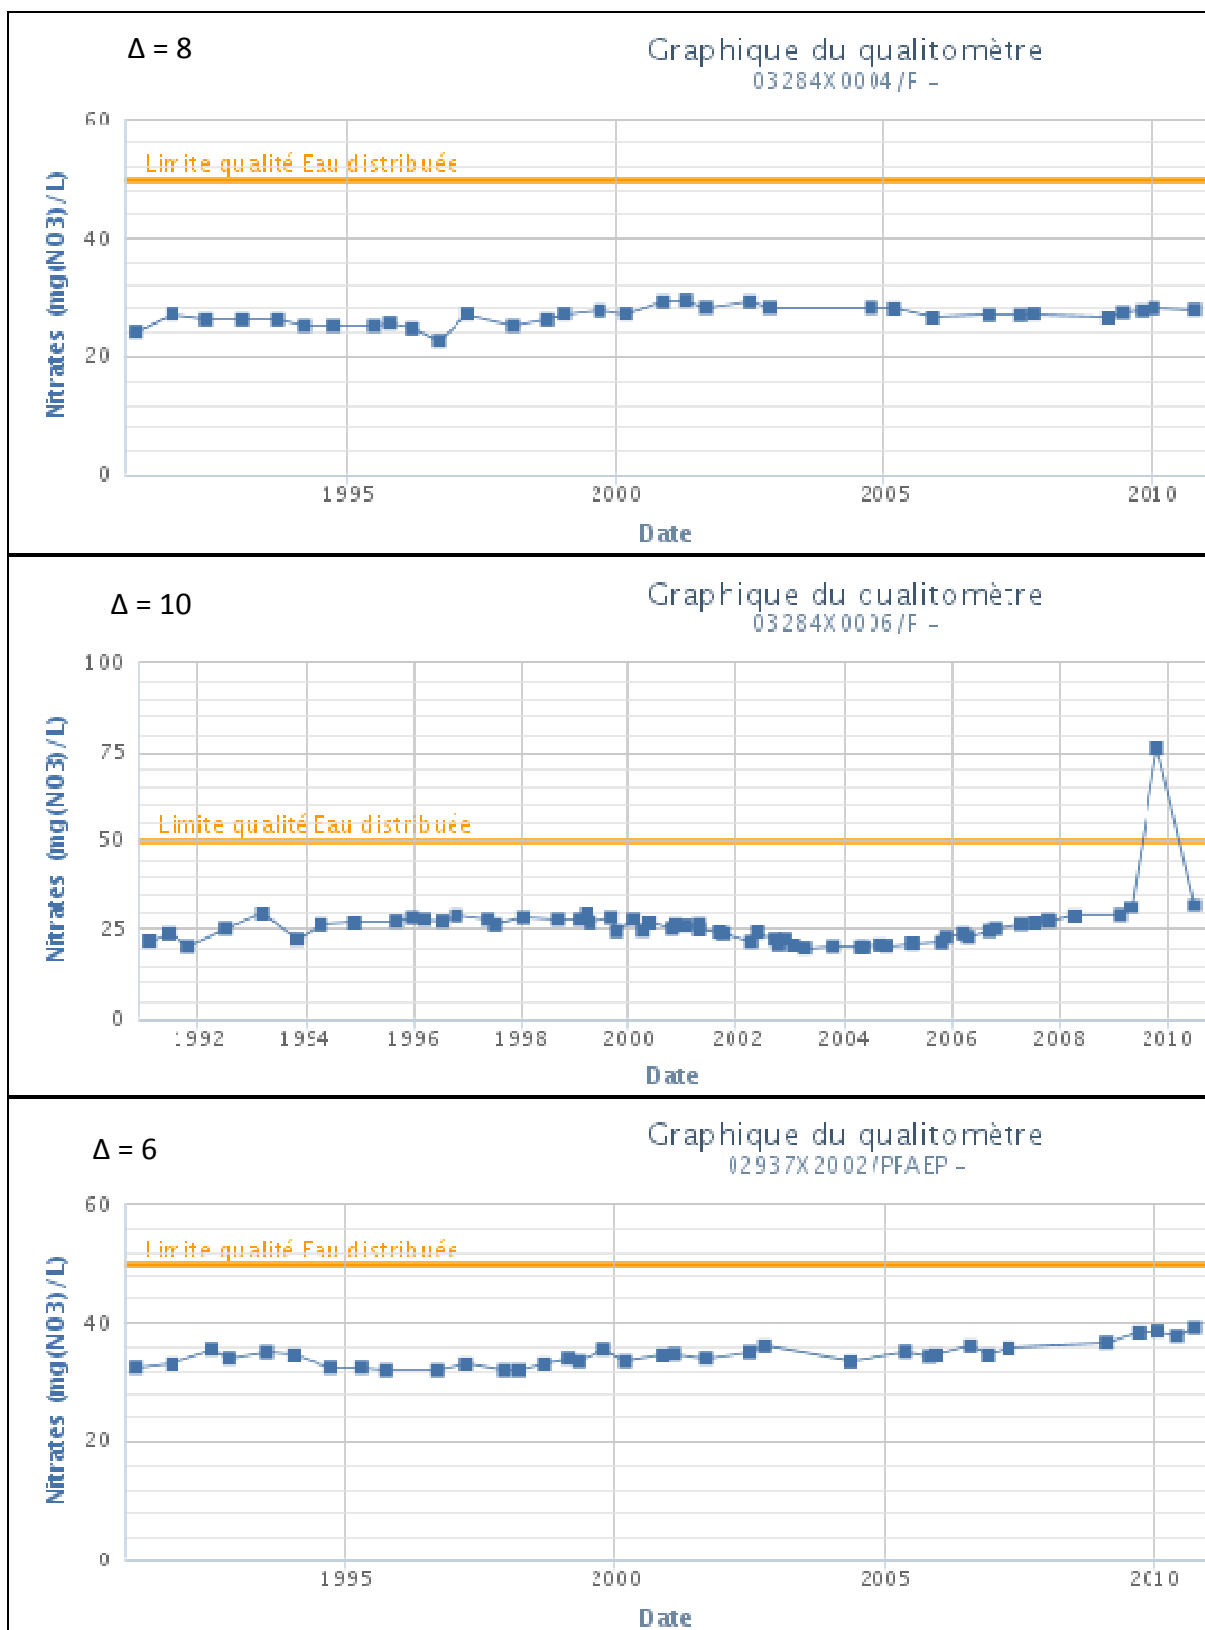 Δ = 8
Graphique du qualitomètre
03284X0004/F –
60
Limite qualité Eau distribuée
40
20
0
Nitrates (mg(NO3)/L)
1995
2000
2005
2010
Date
Δ = 10
Graphique du qualitomètre
03284X0006/F –
100
75
Limite qualité Eau distribuée
50
25
0
Nitrates (mg(NO3)/L)
1992
1994
1996
1998
2000
2002
2004
2006
2008
2010
Date
Δ = 6
Graphique du qualitomètre
02937X2002/PFAEP –
60
Limite qualité Eau distribuée
40
20
0
Nitrates (mg(NO3)/L)
1995
2000
2005
2010
Date